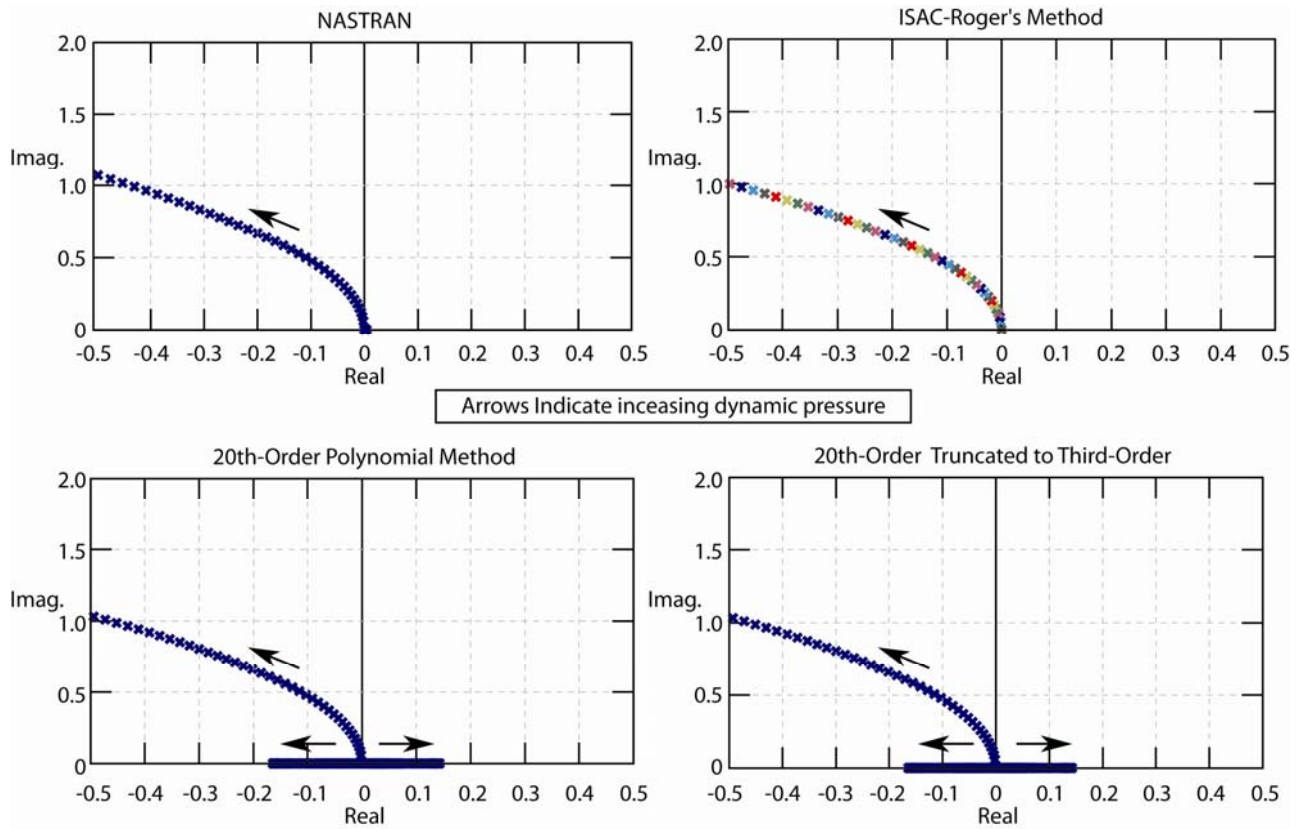 NASTRAN
2.0
1.5
Imag.
1.0
0.5
0
-0.5 -0.4 -0.3 -0.2 -0.1 0 0.1 0.2 0.3 0.4 0.5
Real
ISAC-Roger's Method
2.0
1.5
Imag.
1.0
0.5
0
-0.5 -0.4 -0.3 -0.2 -0.1 0 0.1 0.2 0.3 0.4 0.5
Real
Arrows Indicate inceasing dynamic pressure
20th-Order Polynomial Method
2.0
1.5
Imag.
1.0
0.5
0
-0.5 -0.4 -0.3 -0.2 -0.1 0 0.1 0.2 0.3 0.4 0.5
Real
20th-Order Truncated to Third-Order
2.0
1.5
Imag.
1.0
0.5
0
-0.5 -0.4 -0.3 -0.2 -0.1 0 0.1 0.2 0.3 0.4 0.5
Real